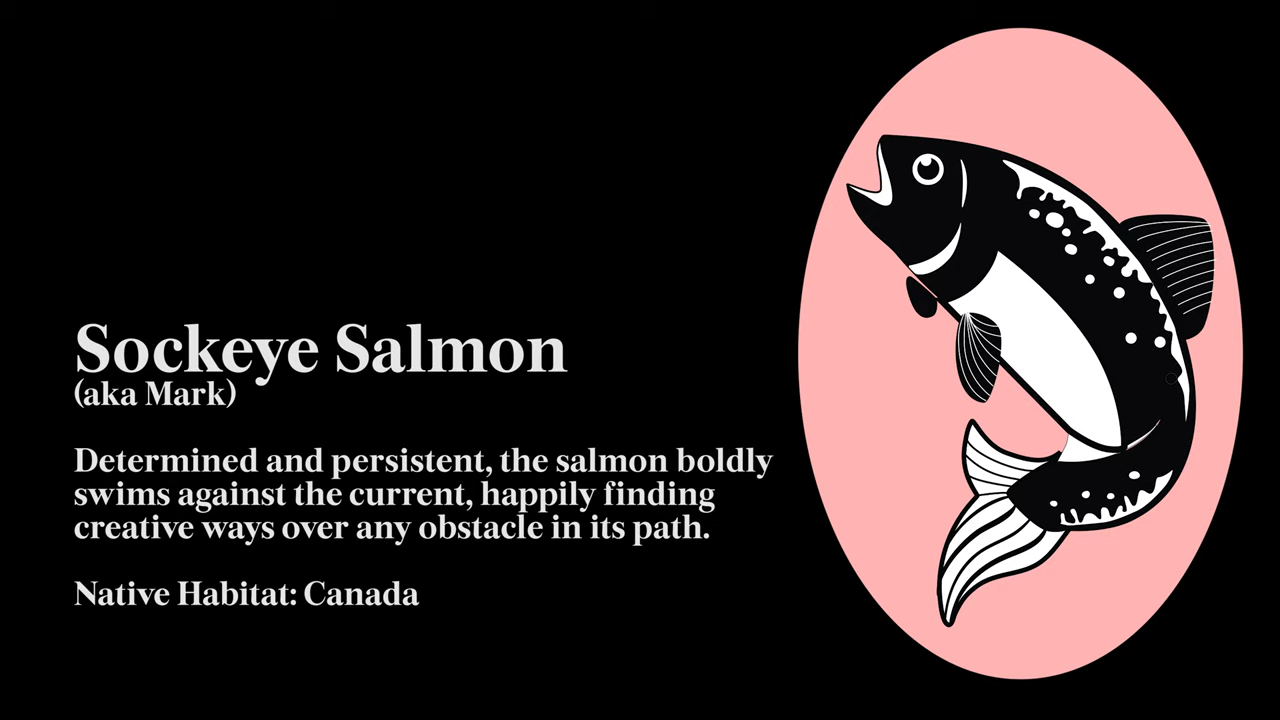 Sockeye Salmon
(aka Mark)
Determined and persistent, the salmon boldly
swims against the current, happily finding
creative ways over any obstacle in its path.
Native Habitat: Canada